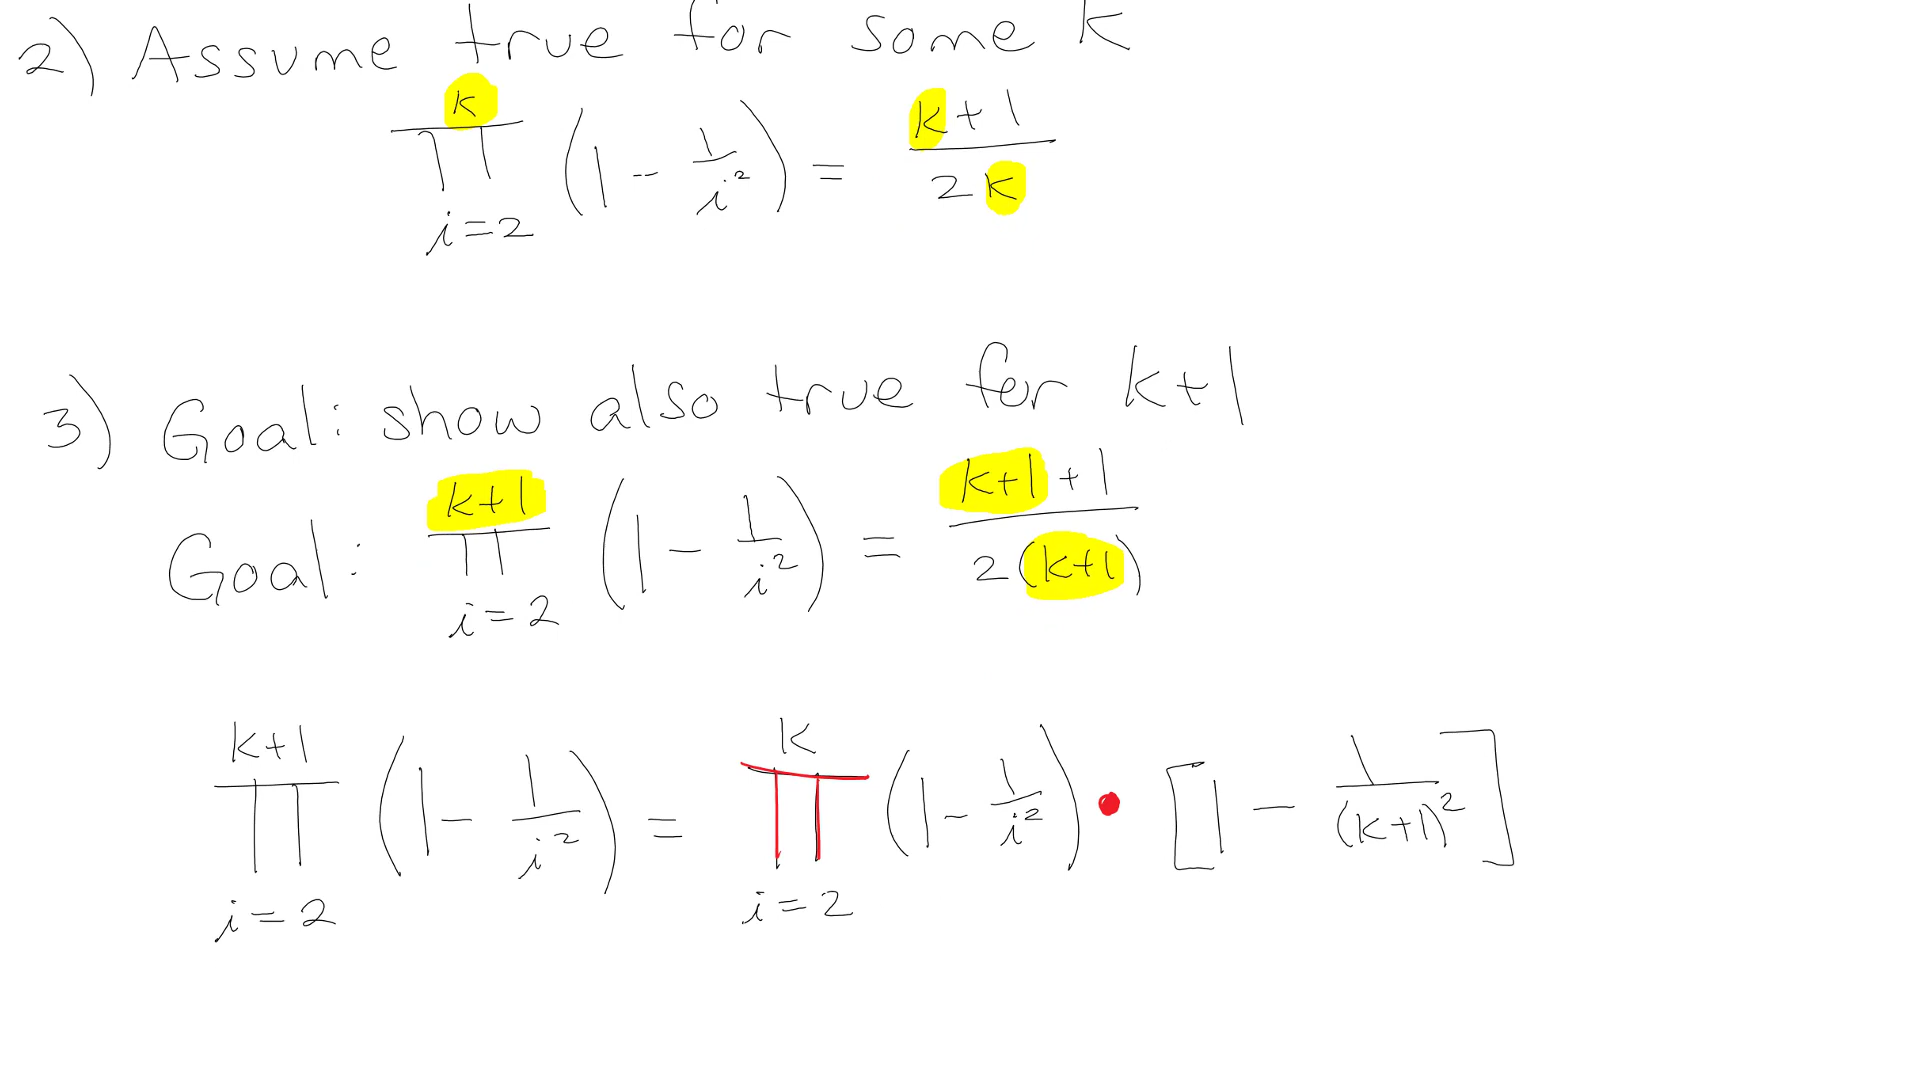 2) Assume true for some k
k
∏ (1 - 1/i²) = (k+1)/(2k)
i=2
3) Goal: show also true for k+1
k+1
Goal: ∏ (1 - 1/i²) = (k+1+1)/(2(k+1))
i=2
k+1 k
∏ (1 - 1/i²) = ∏ (1 - 1/i²) • [1 - 1/(k+1)²]
i=2 i=2